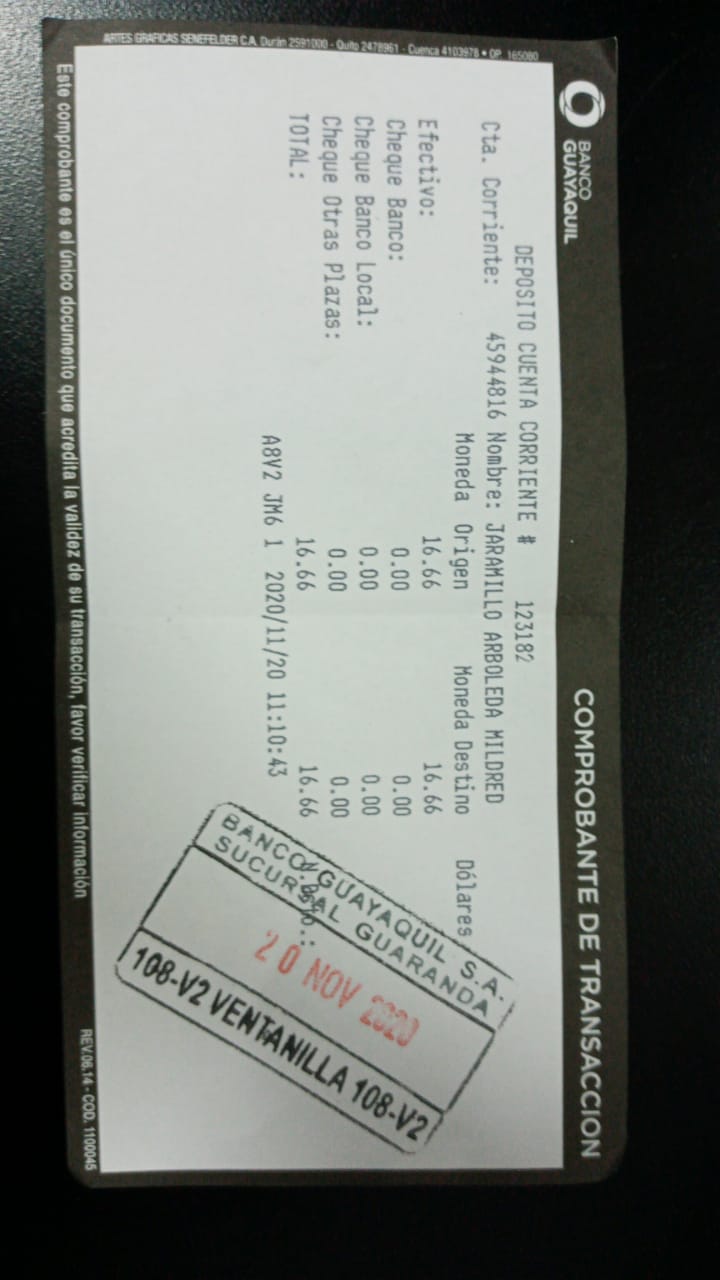 ARTES GRAFICAS SENEFELDER C.A. Durán 2591000 - Quito 2478961 - Cuenca 4103978 • OP. 165080
BANCO
GUAYAQUIL
COMPROBANTE DE TRANSACCION
DEPOSITO CUENTA CORRIENTE # 123182
Cta. Corriente: 45944816 Nombre: JARAMILLO ARBOLEDA MILDRED
Moneda Origen Moneda Destino Dólares
Efectivo: 16.66 16.66
Cheque Banco: 0.00 0.00
Cheque Banco Local: 0.00 0.00
Cheque Otras Plazas: 0.00 0.00
TOTAL: 16.66 16.66
A8V2 JM6 1 2020/11/20 11:10:43
BANCO GUAYAQUIL S.A.
SUCURSAL GUARANDA
20 NOV 2020
108-V2 VENTANILLA 108-V2
Este comprobante es el único documento que acredita la validez de su transacción, favor verificar información
REV.06.14 - COD. 1100045